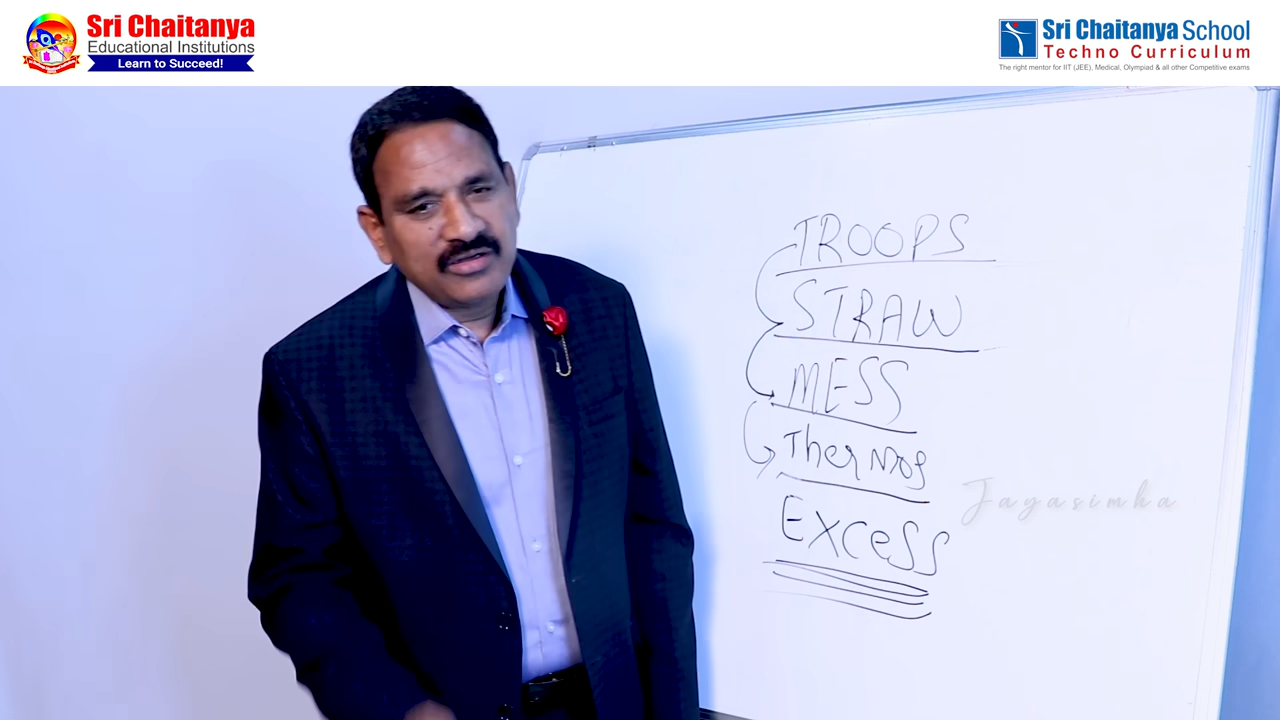 Sri Chaitanya
Educational Institutions
Learn to Succeed!
Sri Chaitanya School
Techno Curriculum
The right mentor for IIT (JEE), Medical, Olympiad & all other Competitive exams
TROOPS
STRAW
MESS
Thermos
Excess
Jayasimha